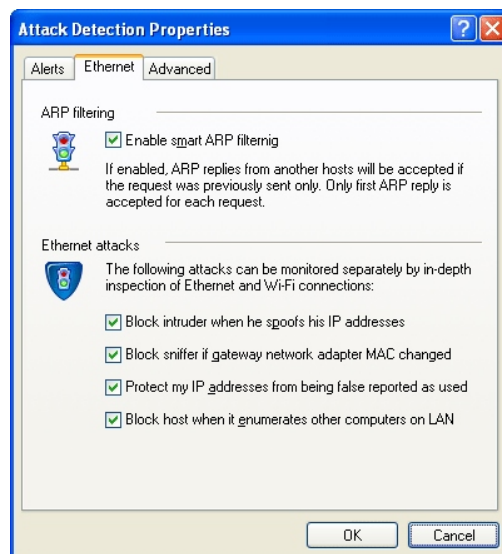 Attack Detection Properties
Alerts
Ethernet
Advanced
ARP filtering
Enable smart ARP filternig
If enabled, ARP replies from another hosts will be accepted if
the request was previously sent only. Only first ARP reply is
accepted for each request.
Ethernet attacks
The following attacks can be monitored separately by in-depth
inspection of Ethernet and Wi-Fi connections:
Block intruder when he spoofs his IP addresses
Block sniffer if gateway network adapter MAC changed
Protect my IP addresses from being false reported as used
Block host when it enumerates other computers on LAN
OK
Cancel